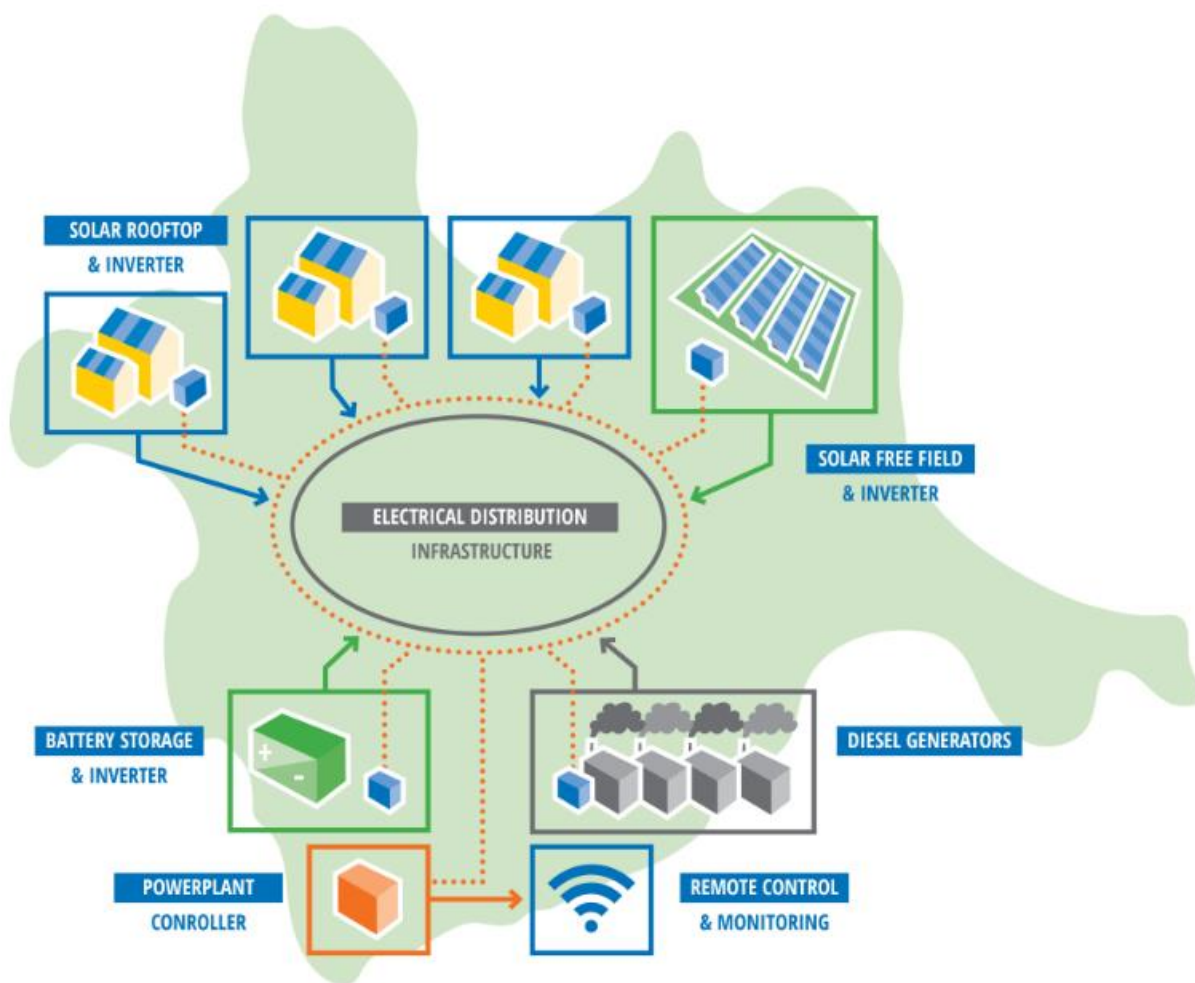 SOLAR ROOFTOP
& INVERTER
SOLAR FREE FIELD
& INVERTER
ELECTRICAL DISTRIBUTION
INFRASTRUCTURE
BATTERY STORAGE
& INVERTER
+
-
DIESEL GENERATORS
POWERPLANT
CONROLLER
REMOTE CONTROL
& MONITORING